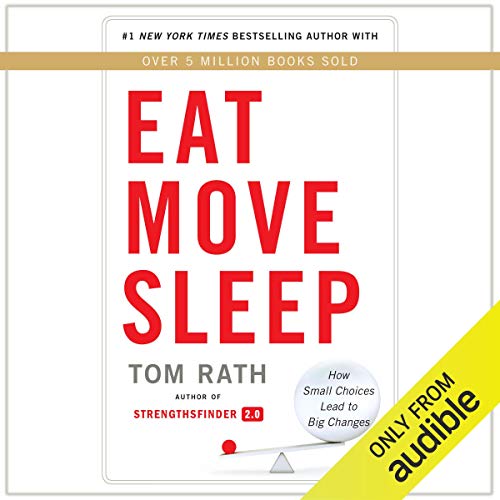 #1 NEW YORK TIMES BESTSELLING AUTHOR WITH
OVER 5 MILLION BOOKS SOLD
EAT
MOVE
SLEEP
TOM RATH
AUTHOR OF
STRENGTHSFINDER 2.0
How
Small Choices
Lead to
Big Changes
ONLY FROM
audible